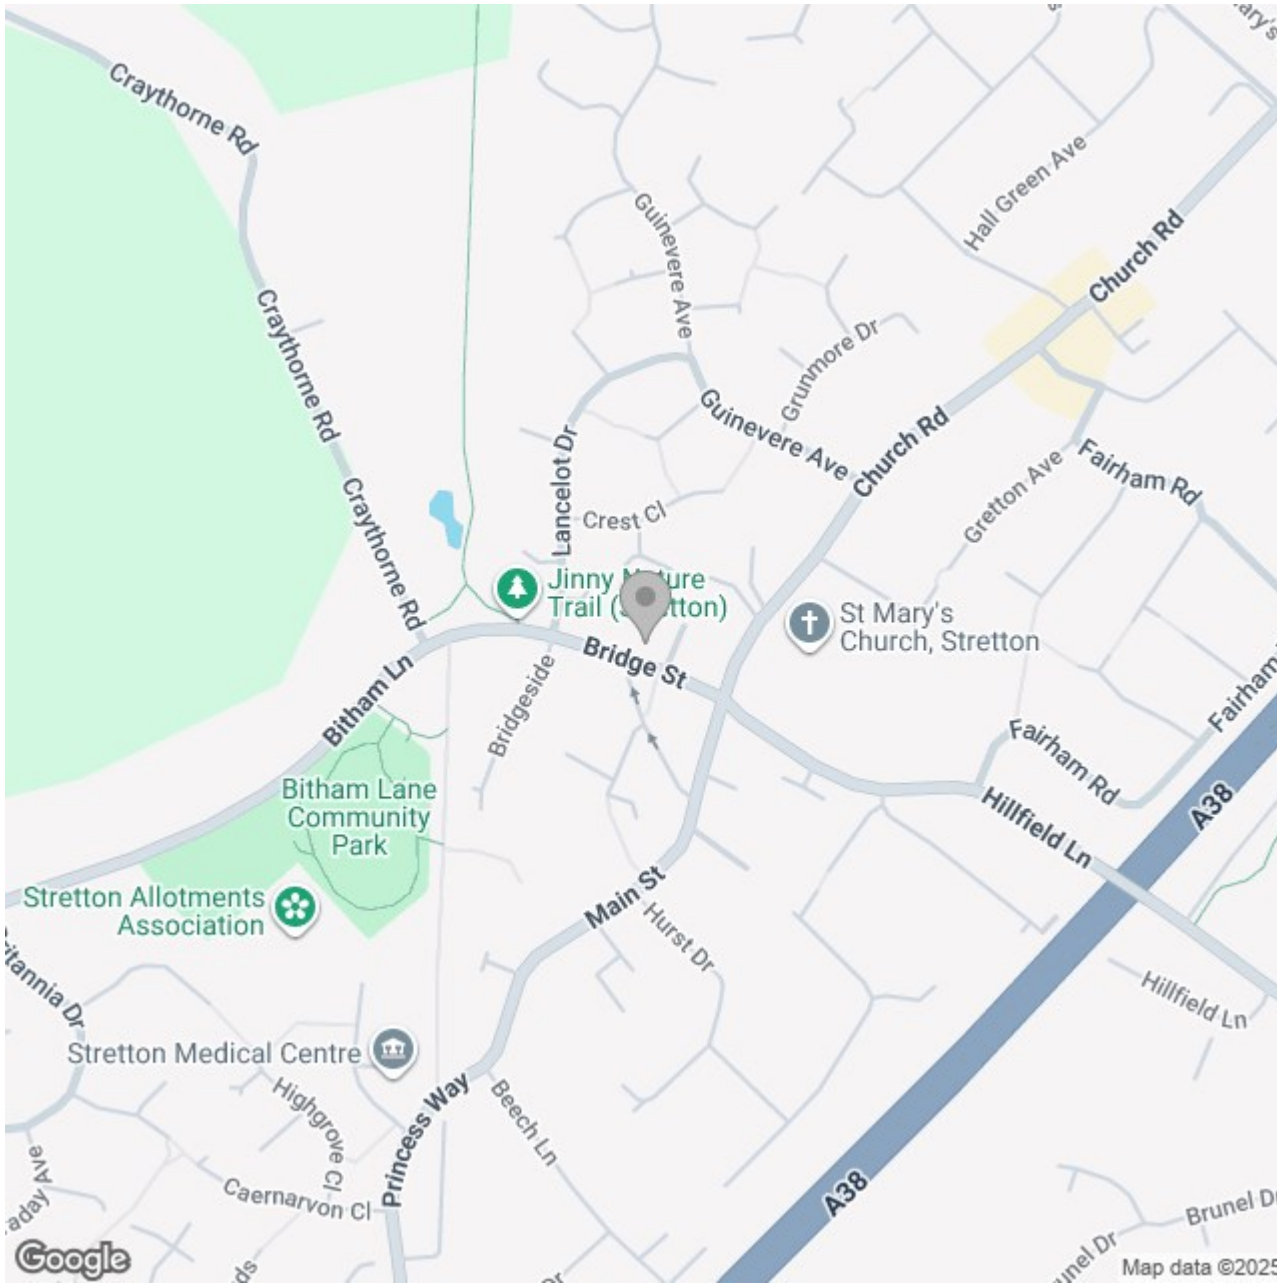 Craythorne Rd
Craythorne Rd
Craythorne Rd
Guinevere Ave
Hall Green Ave
Church Rd
Grunmore Dr
Guinevere Ave
Church Rd
Lancelot Dr
Crest Cl
Gretton Ave
Fairham Rd
Jinny Nature
Trail (Stretton)
St Mary's
Church, Stretton
Bridge St
Bitham Ln
Bridgeside
Fairham Rd
Fairham
A38
Hillfield Ln
Bitham Lane
Community
Park
Stretton Allotments
Association
Main St
Hurst Dr
Hillfield Ln
Stretton Medical Centre
Highgrove Cl
Princess Way
Beech Ln
Caernarvon Cl
A38
Brunel Dr
Google
Map data ©2025